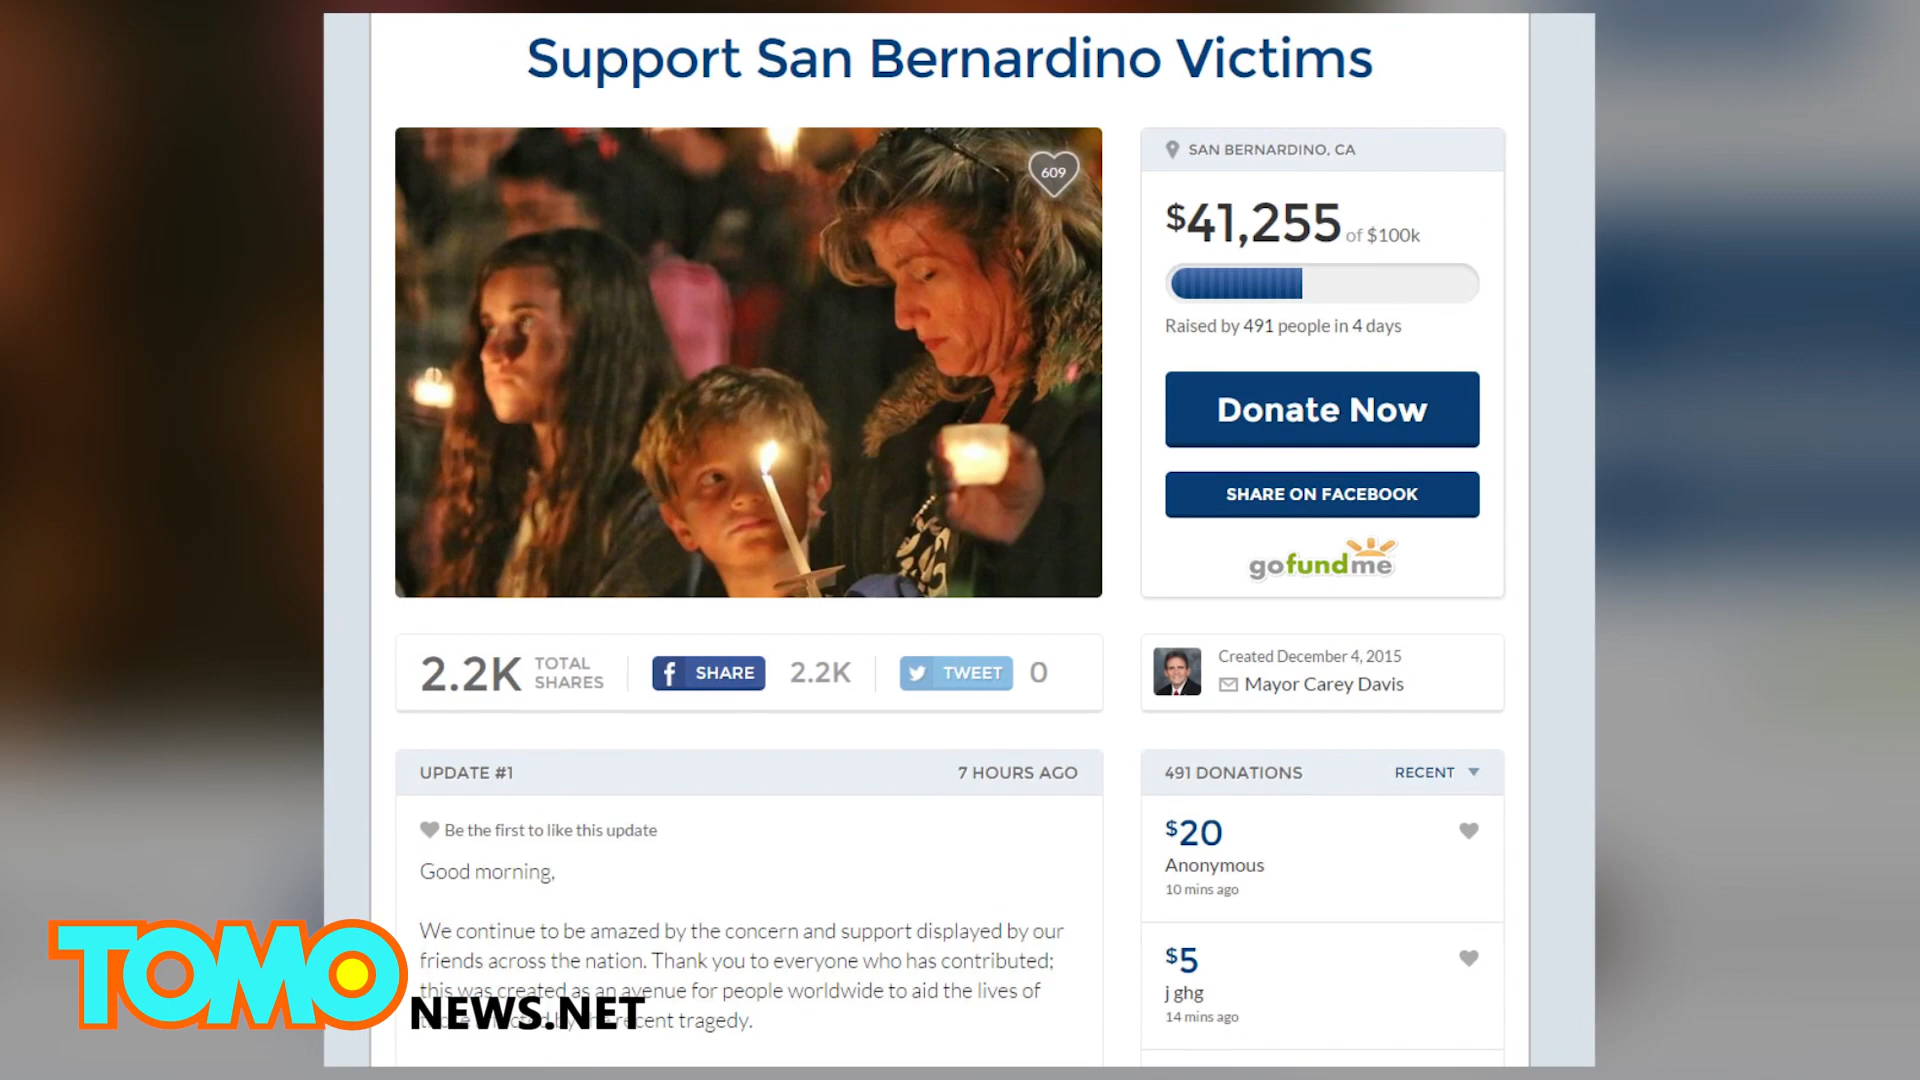 Support San Bernardino Victims
609
SAN BERNARDINO, CA
$41,255 of $100k
Raised by 491 people in 4 days
Donate Now
SHARE ON FACEBOOK
gofundme
2.2K TOTAL SHARES
f SHARE 2.2K
TWEET 0
Created December 4, 2015
Mayor Carey Davis
UPDATE #1 7 HOURS AGO
Be the first to like this update
Good morning,
We continue to be amazed by the concern and support displayed by our
friends across the nation. Thank you to everyone who has contributed;
this was created as an avenue for people worldwide to aid the lives of
by the recent tragedy.
491 DONATIONS RECENT
$20
Anonymous
10 mins ago
$5
j ghg
14 mins ago
TOMO
NEWS.NET